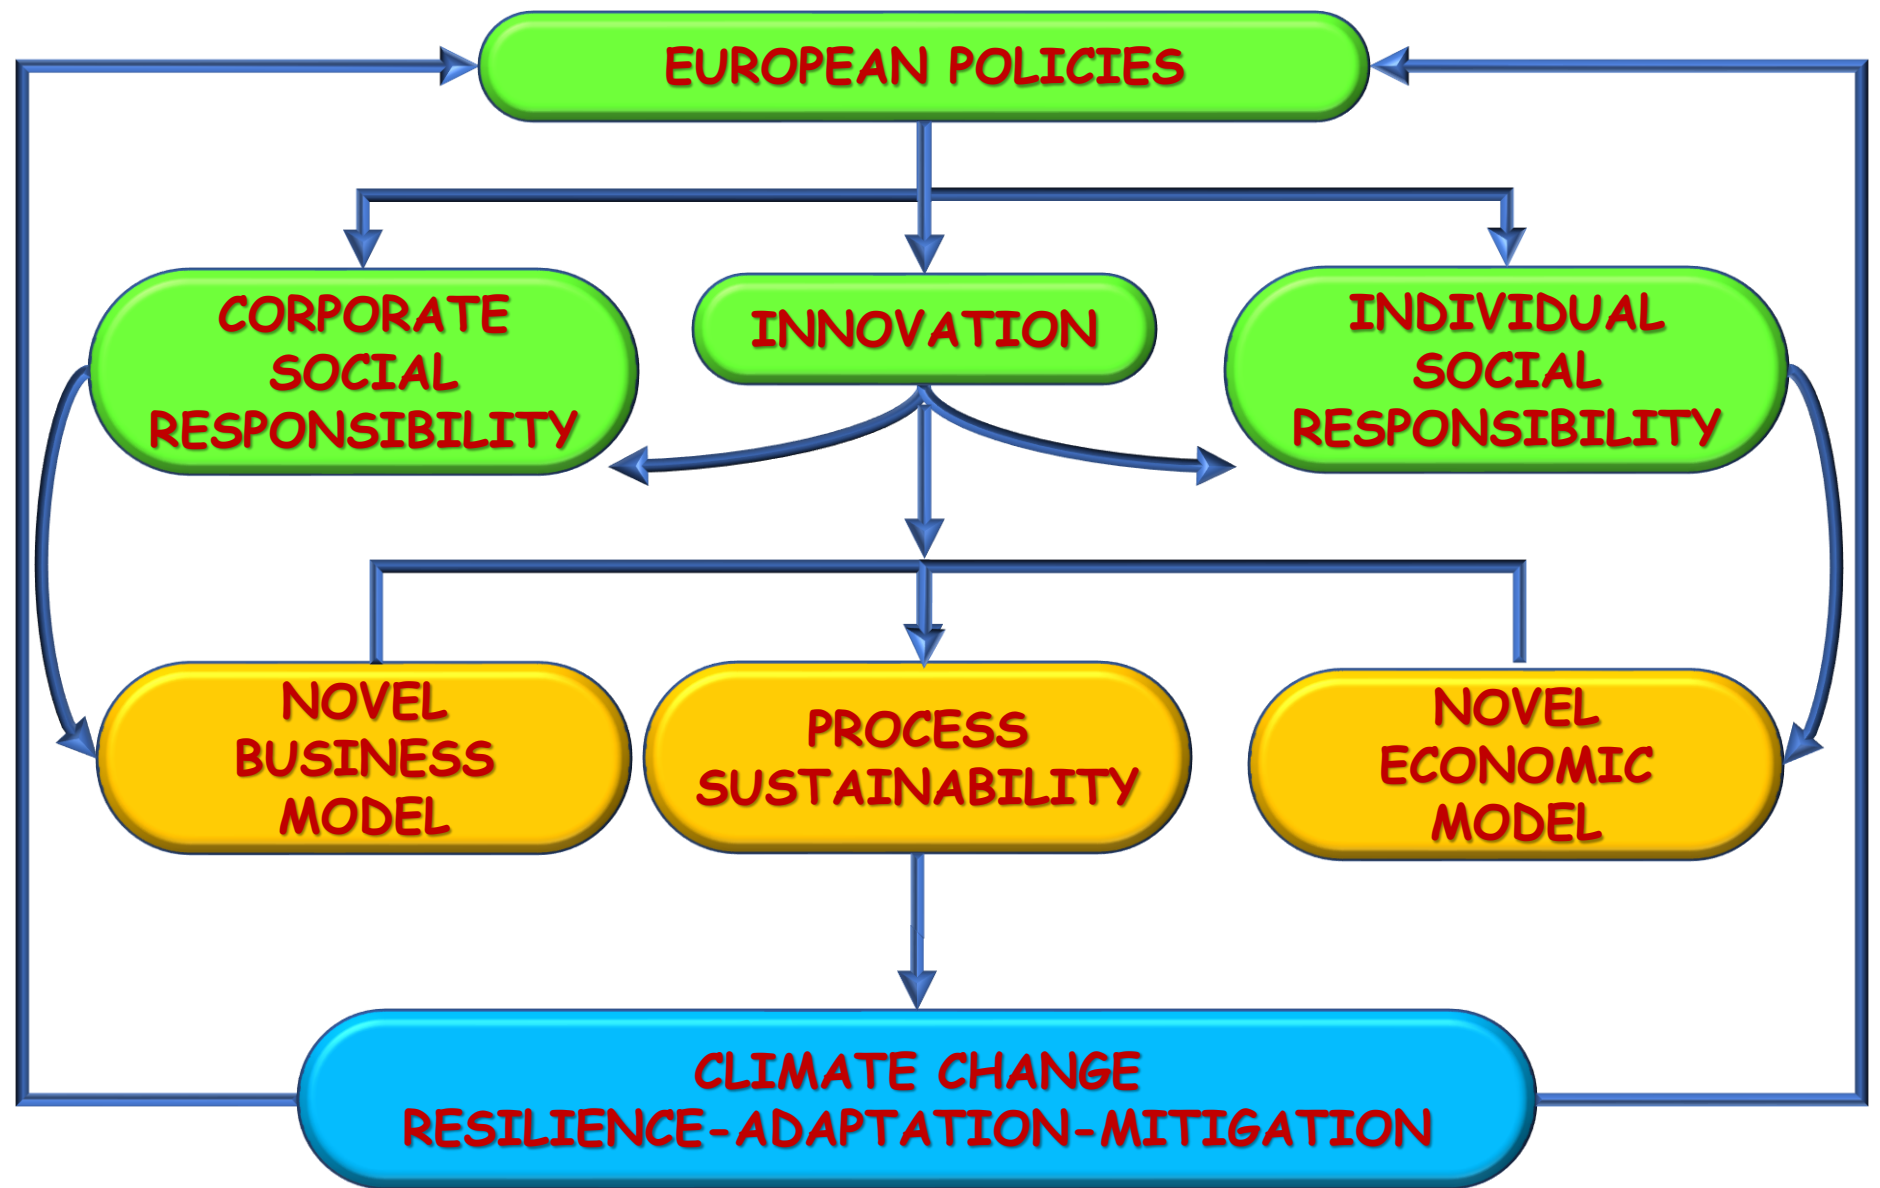 EUROPEAN POLICIES
CORPORATE
SOCIAL
RESPONSIBILITY
INNOVATION
INDIVIDUAL
SOCIAL
RESPONSIBILITY
NOVEL
BUSINESS
MODEL
PROCESS
SUSTAINABILITY
NOVEL
ECONOMIC
MODEL
CLIMATE CHANGE
RESILIENCE-ADAPTATION-MITIGATION